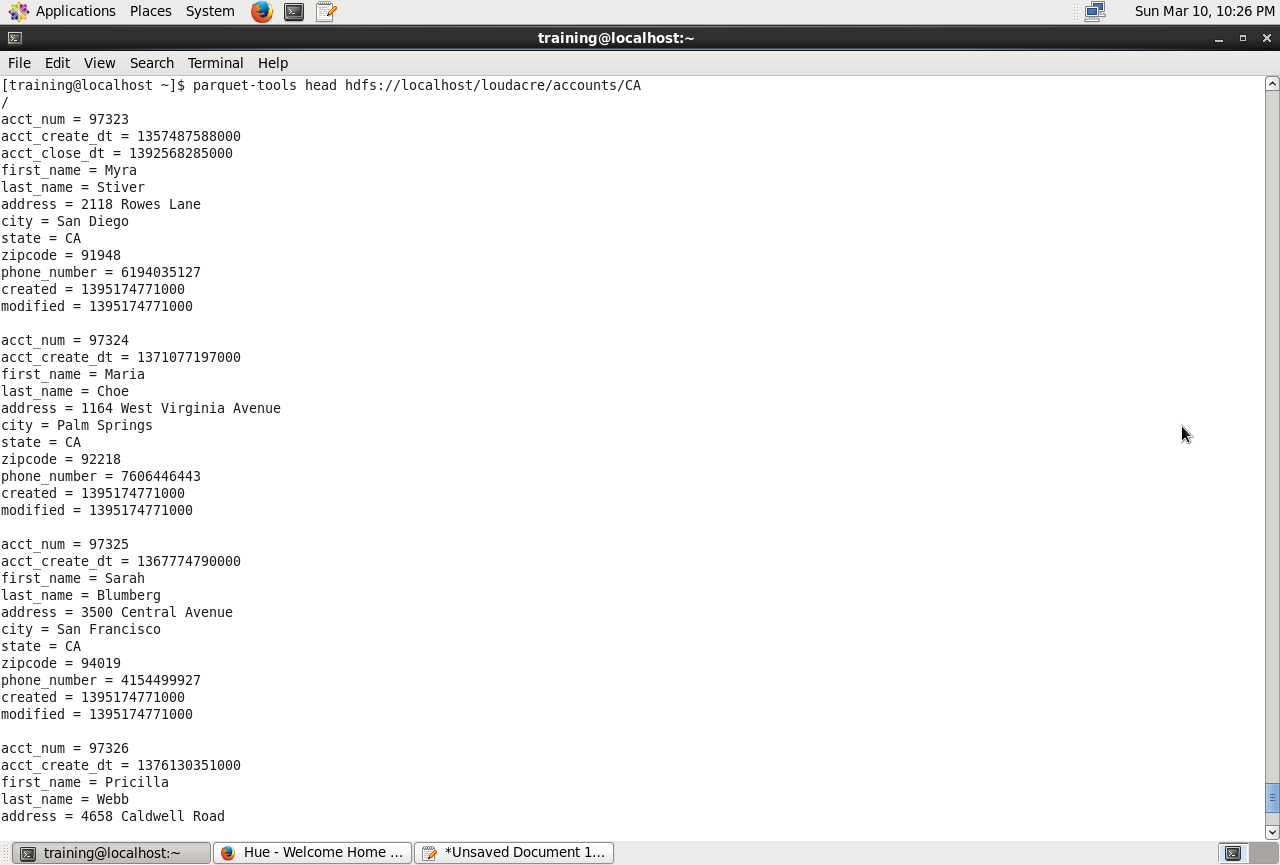 Applications Places System Sun Mar 10, 10:26 PM
training@localhost:~
File Edit View Search Terminal Help
[training@localhost ~]$ parquet-tools head hdfs://localhost/loudacre/accounts/CA
/
acct_num = 97323
acct_create_dt = 1357487588000
acct_close_dt = 1392568285000
first_name = Myra
last_name = Stiver
address = 2118 Rowes Lane
city = San Diego
state = CA
zipcode = 91948
phone_number = 6194035127
created = 1395174771000
modified = 1395174771000

acct_num = 97324
acct_create_dt = 1371077197000
first_name = Maria
last_name = Choe
address = 1164 West Virginia Avenue
city = Palm Springs
state = CA
zipcode = 92218
phone_number = 7606446443
created = 1395174771000
modified = 1395174771000

acct_num = 97325
acct_create_dt = 1367774790000
first_name = Sarah
last_name = Blumberg
address = 3500 Central Avenue
city = San Francisco
state = CA
zipcode = 94019
phone_number = 4154499927
created = 1395174771000
modified = 1395174771000

acct_num = 97326
acct_create_dt = 1376130351000
first_name = Pricilla
last_name = Webb
address = 4658 Caldwell Road
training@localhost:~ Hue - Welcome Home ... *Unsaved Document 1...